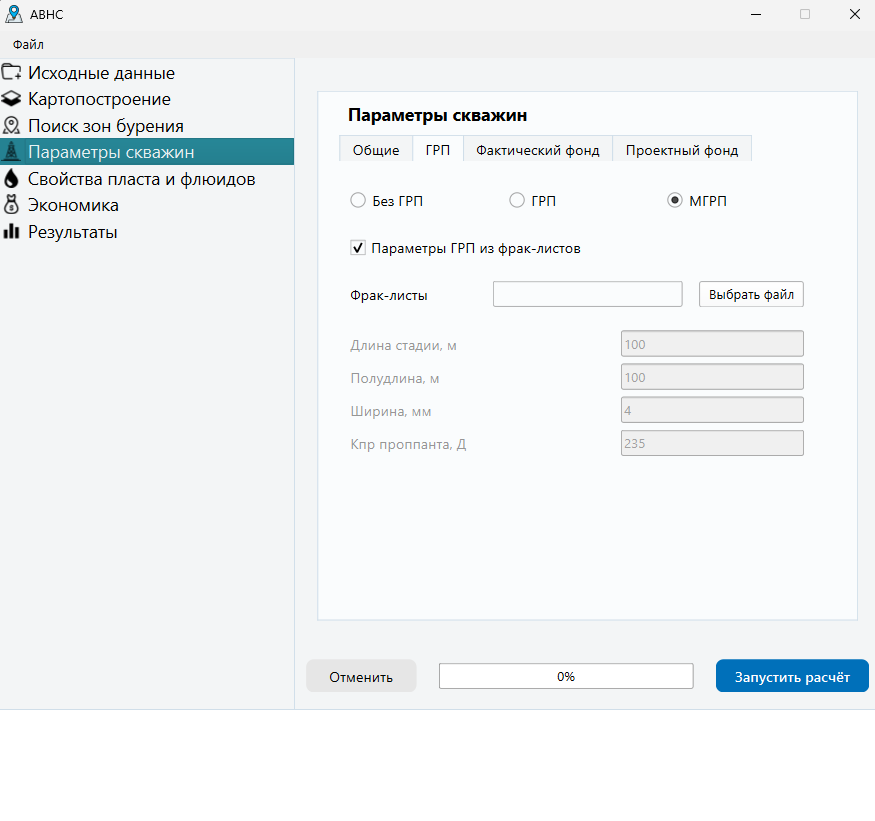 АВНС
Файл
Исходные данные
Картопостроение
Поиск зон бурения
Параметры скважин
Свойства пласта и флюидов
Экономика
Результаты
Параметры скважин
Общие ГРП Фактический фонд Проектный фонд
Без ГРП ГРП МГРП
Параметры ГРП из фрак-листов
Фрак-листы Выбрать файл
Длина стадии, м 100
Полудлина, м 100
Ширина, мм 4
Кпр проппанта, Д 235
Отменить 0% Запустить расчёт